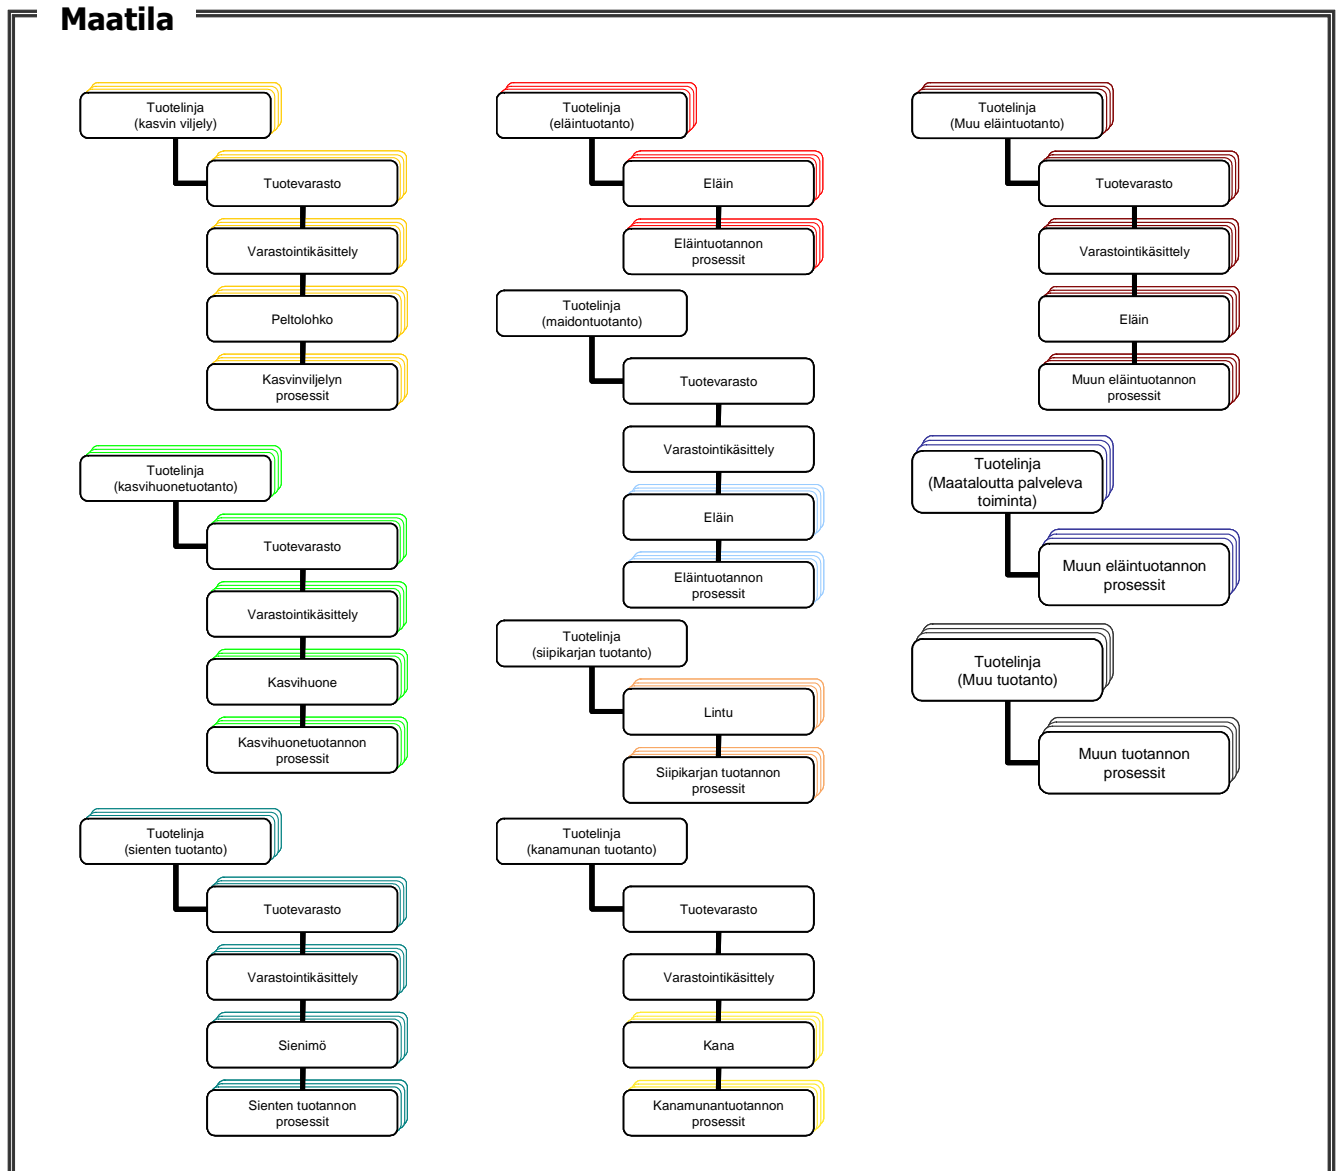 Maatila
Tuotelinja
(kasvin viljely)
Tuotevarasto
Varastointikäsittely
Peltolohko
Kasvinviljelyn
prosessit
Tuotelinja
(kasvihuonetuotanto)
Tuotevarasto
Varastointikäsittely
Kasvihuone
Kasvihuonetuotannon
prosessit
Tuotelinja
(sienten tuotanto)
Tuotevarasto
Varastointikäsittely
Sienimö
Sienten tuotannon
prosessit
Tuotelinja
(eläintuotanto)
Eläin
Eläintuotannon
prosessit
Tuotelinja
(maidontuotanto)
Tuotevarasto
Varastointikäsittely
Eläin
Eläintuotannon
prosessit
Tuotelinja
(siipikarjan tuotanto)
Lintu
Siipikarjan tuotannon
prosessit
Tuotelinja
(kanamunan tuotanto)
Tuotevarasto
Varastointikäsittely
Kana
Kanamunantuotannon
prosessit
Tuotelinja
(Muu eläintuotanto)
Tuotevarasto
Varastointikäsittely
Eläin
Muun eläintuotannon
prosessit
Tuotelinja
(Maataloutta palveleva
toiminta)
Muun eläintuotannon
prosessit
Tuotelinja
(Muu tuotanto)
Muun tuotannon
prosessit